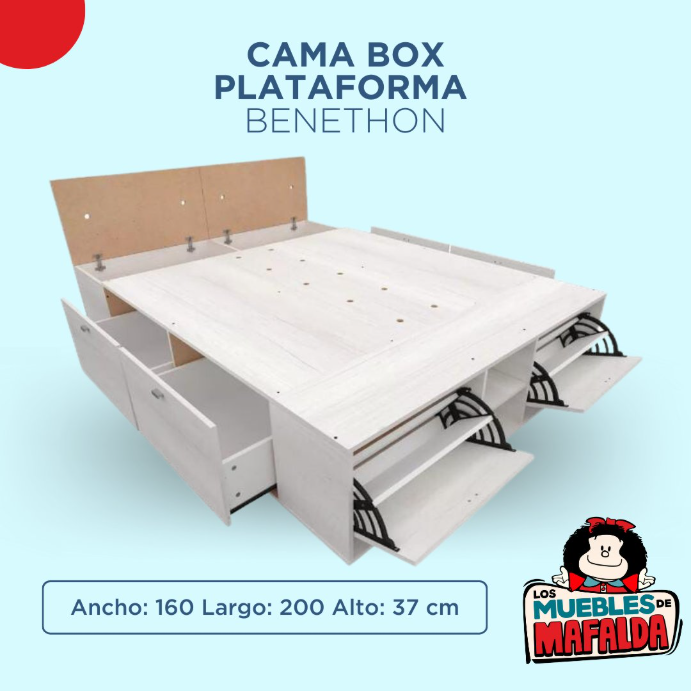 CAMA BOX
PLATAFORMA
BENETHON
Ancho: 160 Largo: 200 Alto: 37 cm
LOS
MUEBLES DE
MAFALDA